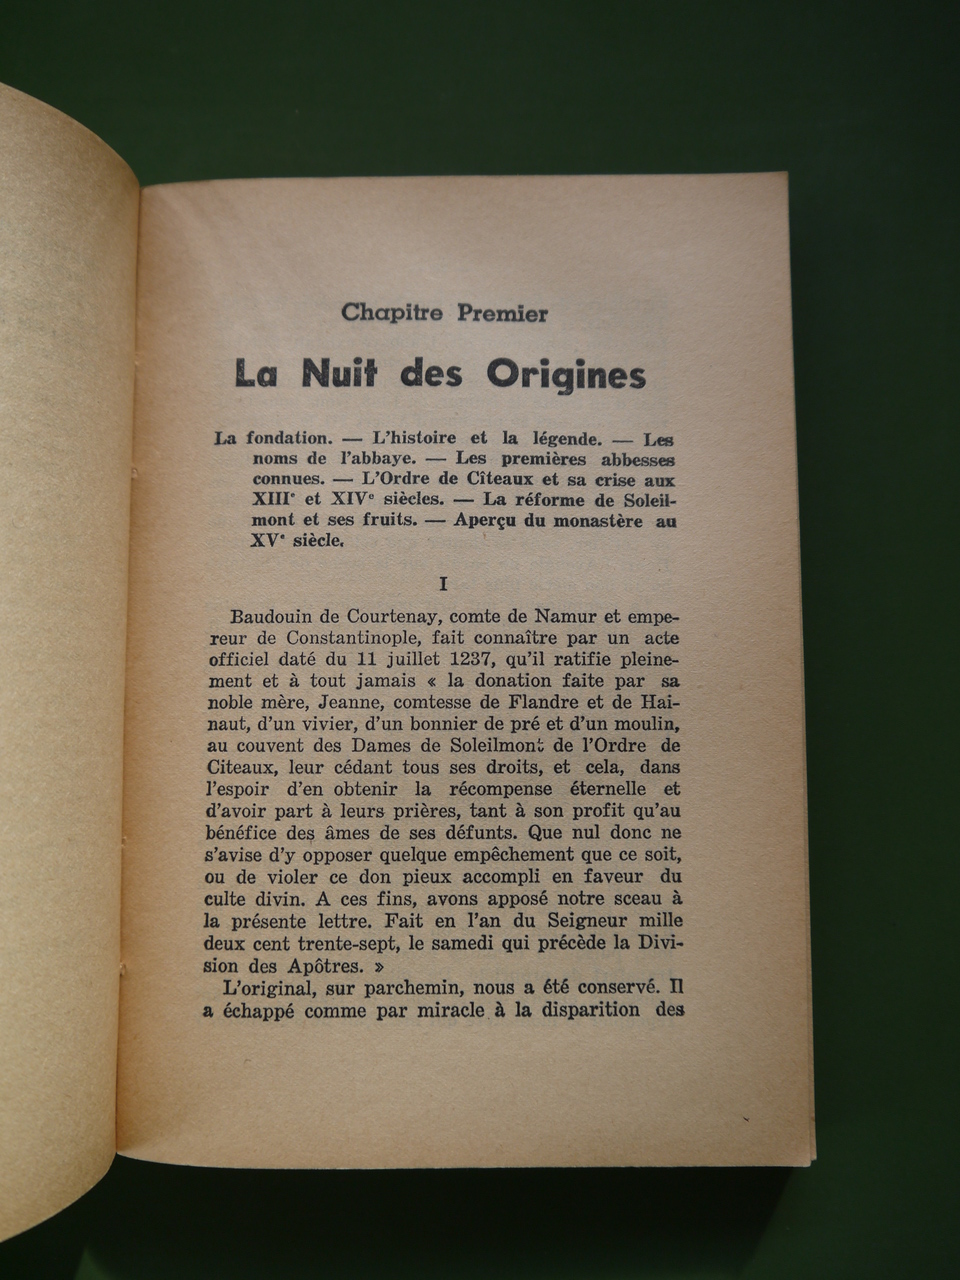 Chapitre Premier
La Nuit des Origines
La fondation. — L'histoire et la légende. — Les
noms de l'abbaye. — Les premières abbesses
connues. — L'Ordre de Cîteaux et sa crise aux
XIIIe et XIVe siècles. — La réforme de Soleil-
mont et ses fruits. — Aperçu du monastère au
XVe siècle.
I
Baudouin de Courtenay, comte de Namur et empe-
reur de Constantinople, fait connaître par un acte
officiel daté du 11 juillet 1237, qu'il ratifie pleine-
ment et à tout jamais « la donation faite par sa
noble mère, Jeanne, comtesse de Flandre et de Hai-
naut, d'un vivier, d'un bonnier de pré et d'un moulin,
au couvent des Dames de Soleilmont de l'Ordre de
Citeaux, leur cédant tous ses droits, et cela, dans
l'espoir d'en obtenir la récompense éternelle et
d'avoir part à leurs prières, tant à son profit qu'au
bénéfice des âmes de ses défunts. Que nul donc ne
s'avise d'y opposer quelque empêchement que ce soit,
ou de violer ce don pieux accompli en faveur du
culte divin. A ces fins, avons apposé notre sceau à
la présente lettre. Fait en l'an du Seigneur mille
deux cent trente-sept, le samedi qui précède la Divi-
sion des Apôtres. »
L'original, sur parchemin, nous a été conservé. Il
a échappé comme par miracle à la disparition des